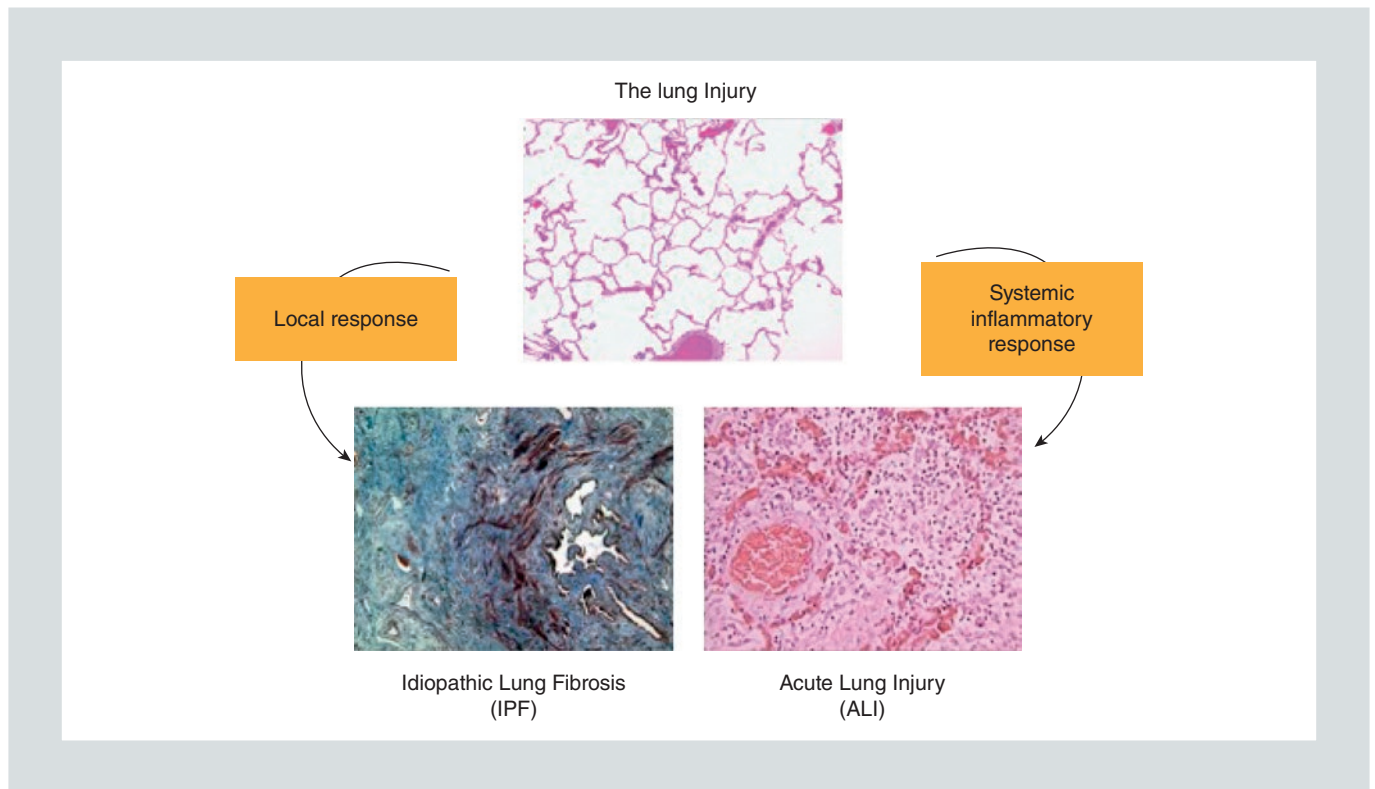 The lung Injury
Local response
Systemic
inflammatory
response
Idiopathic Lung Fibrosis
(IPF)
Acute Lung Injury
(ALI)